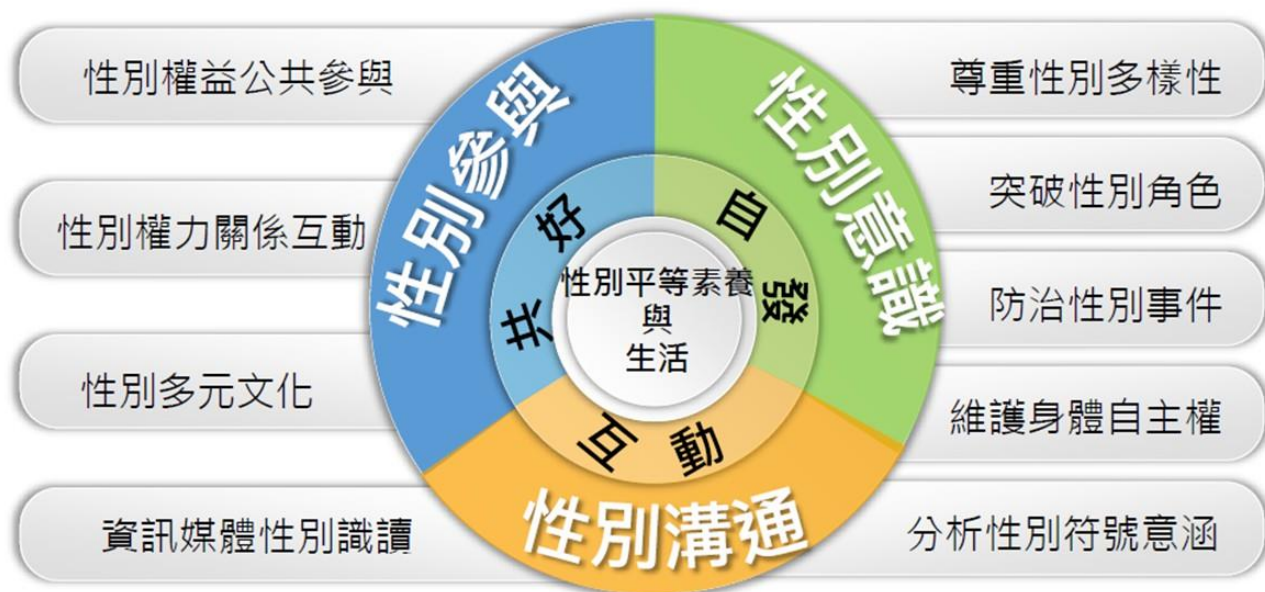 性別權益公共參與
性別權力關係互動
性別多元文化
資訊媒體性別識讀
性別參與
性別意識
性別溝通
共好
自發
互動
性別平等素養
與
生活
尊重性別多樣性
突破性別角色
防治性別事件
維護身體自主權
分析性別符號意涵